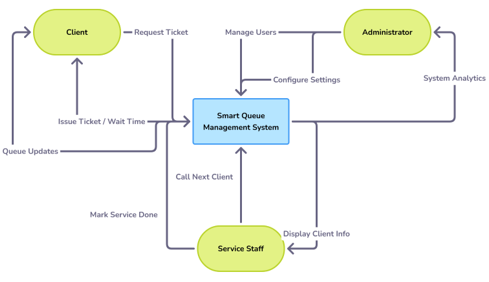 Client
Request Ticket
Manage Users
Administrator
Configure Settings
System Analytics
Issue Ticket / Wait Time
Smart Queue
Management System
Queue Updates
Call Next Client
Mark Service Done
Display Client Info
Service Staff